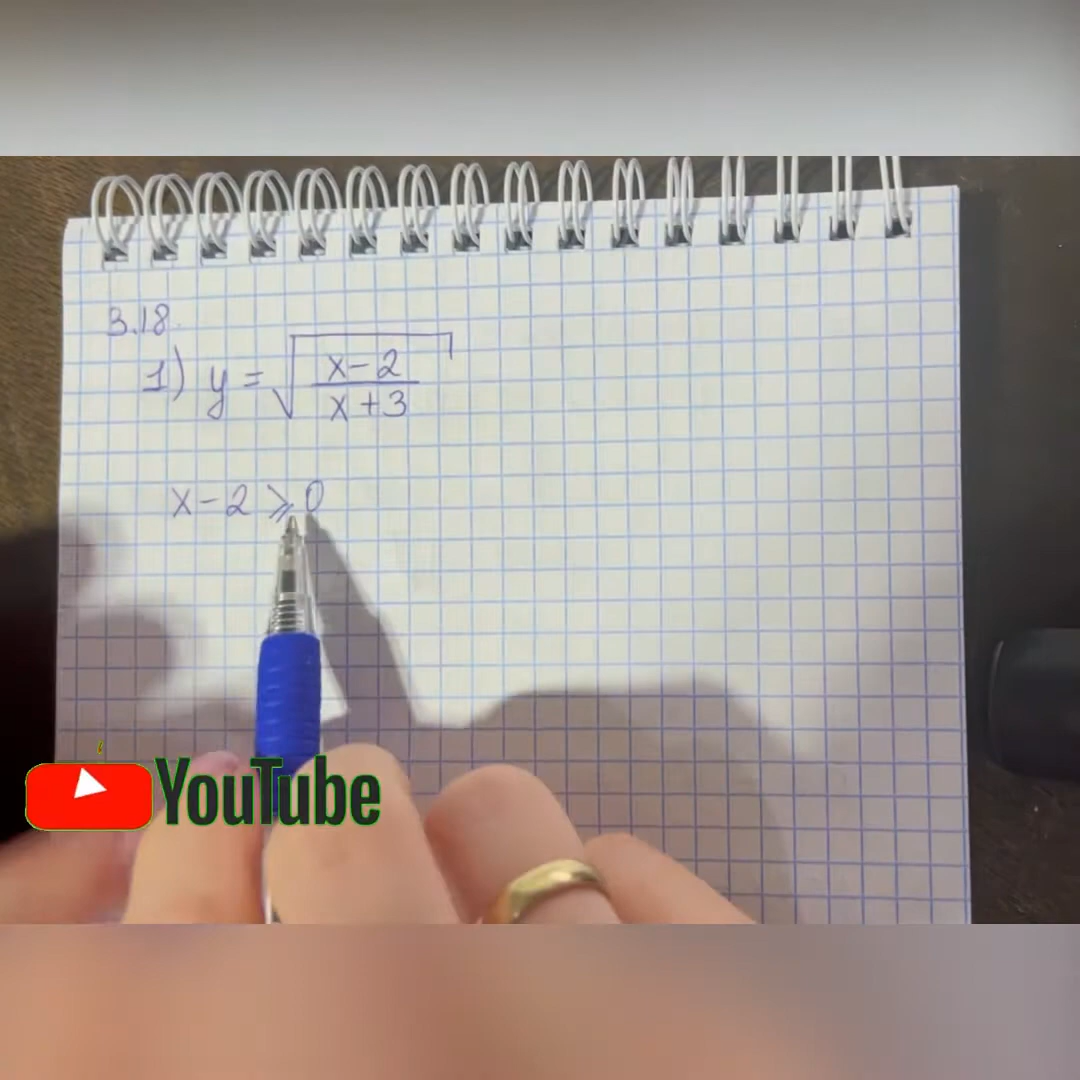 3.18.
1) y = √((x-2)/(x+3))
x-2 ⩾ 0
YouTube